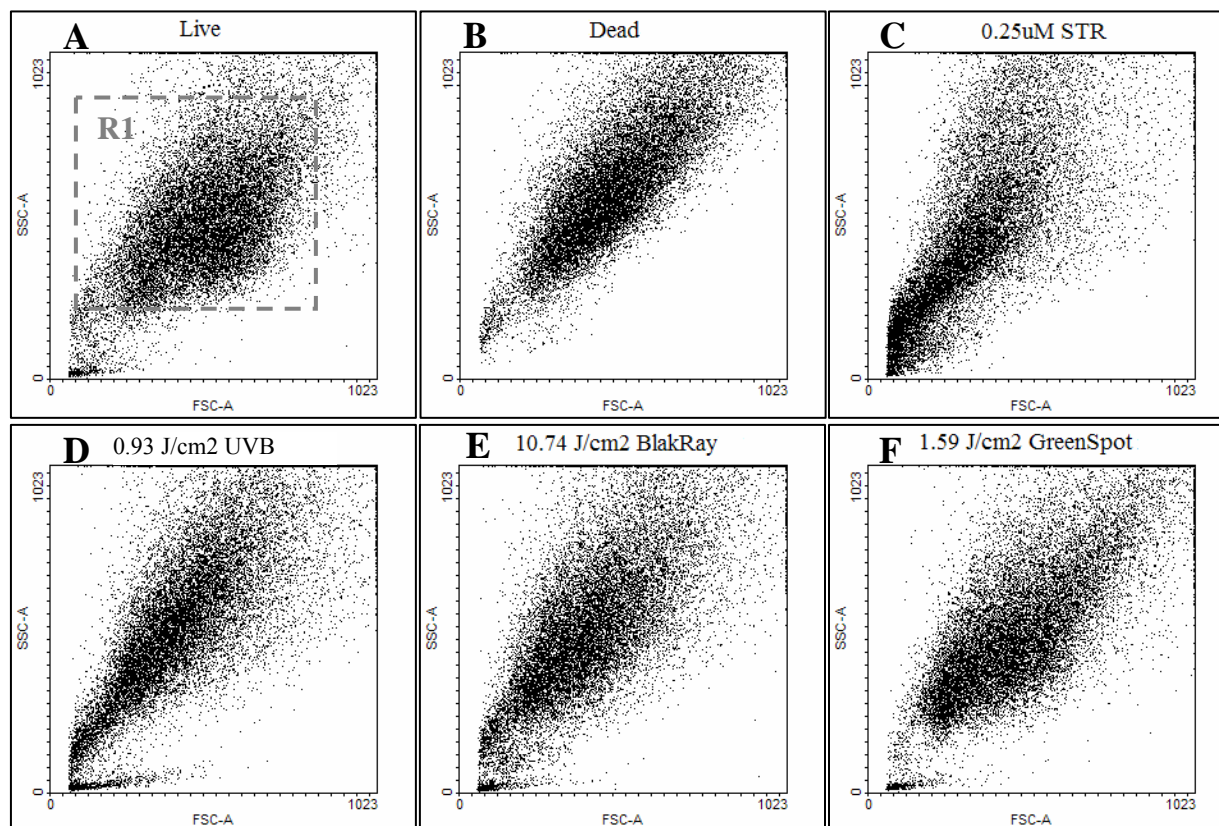 A Live
1023
R1
SSC-A
0
0 1023
FSC-A
B Dead
1023
SSC-A
0
0 1023
FSC-A
C 0.25uM STR
1023
SSC-A
0
0 1023
FSC-A
D 0.93 J/cm2 UVB
1023
SSC-A
0
0 1023
FSC-A
E 10.74 J/cm2 BlakRay
1023
SSC-A
0
0 1023
FSC-A
F 1.59 J/cm2 GreenSpot
1023
SSC-A
0
0 1023
FSC-A